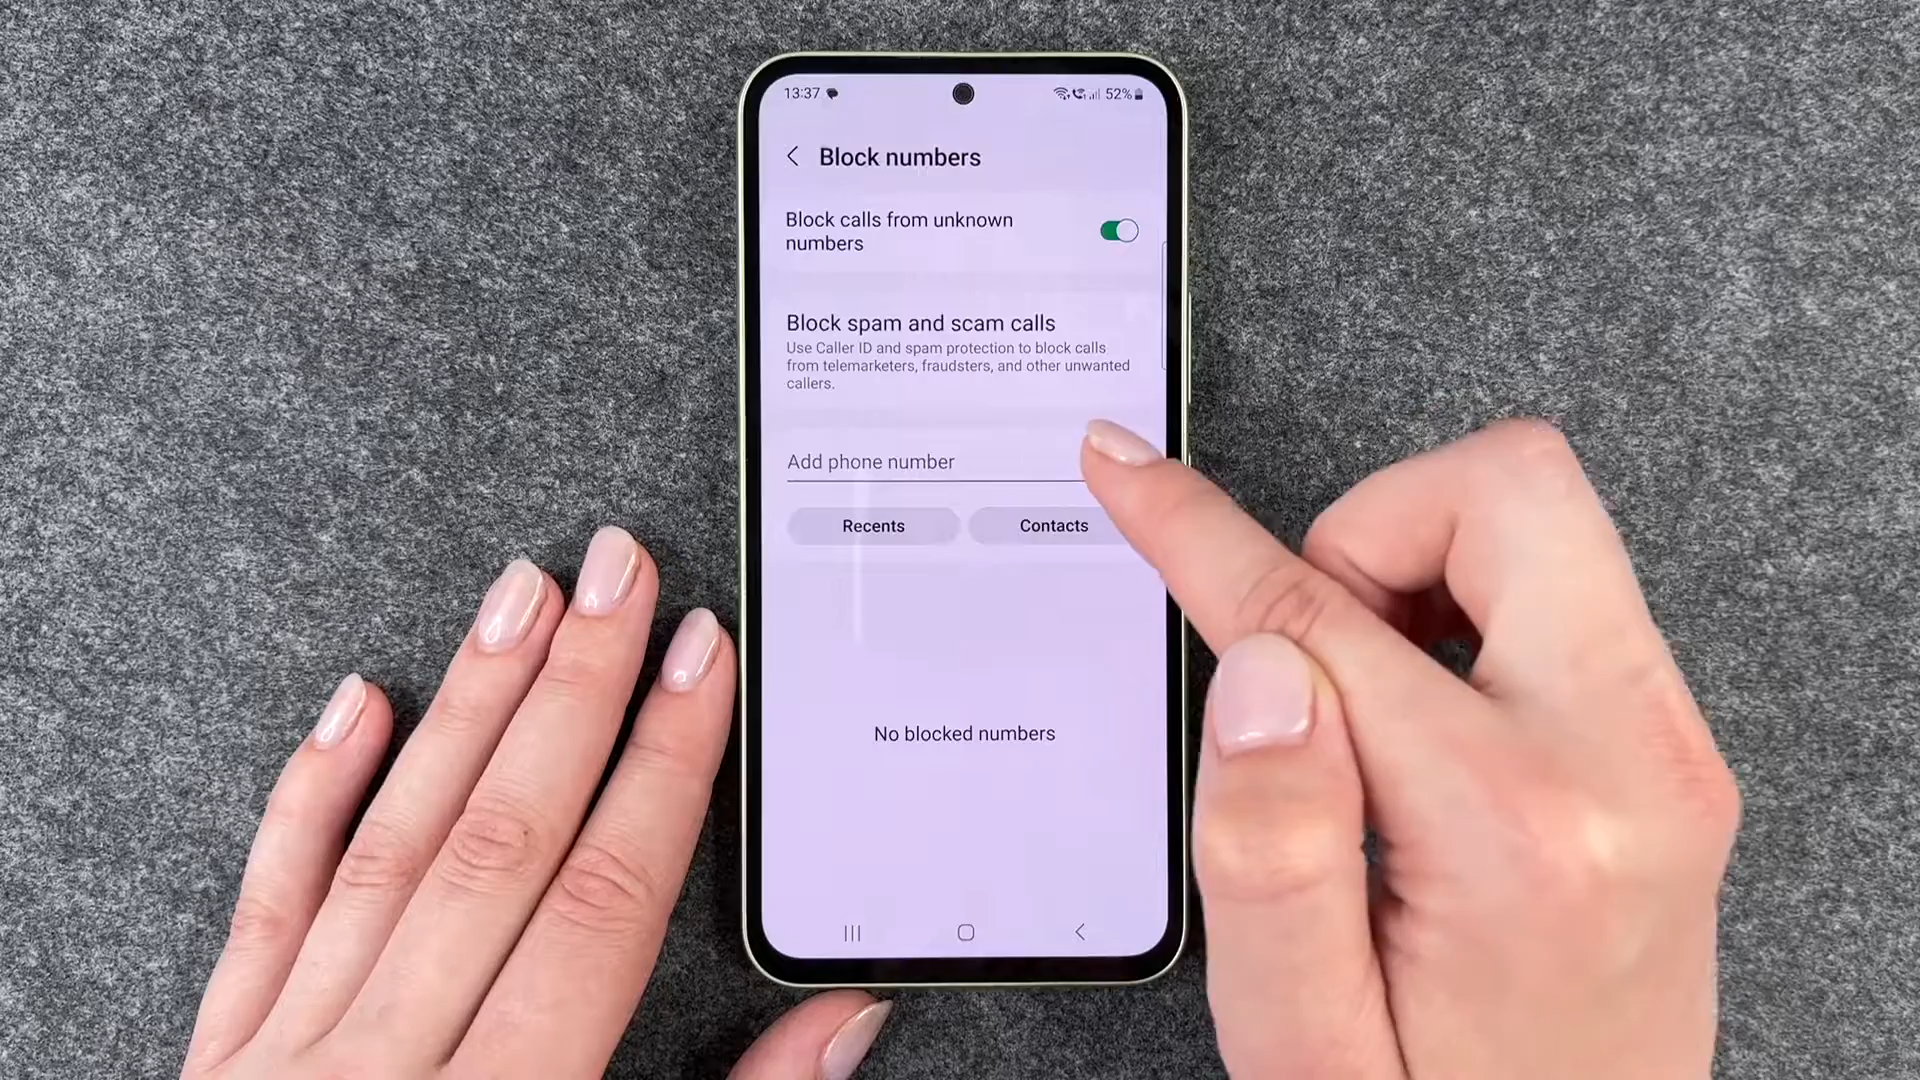 13:37
52%
Block numbers
Block calls from unknown
numbers
Block spam and scam calls
Use Caller ID and spam protection to block calls
from telemarketers, fraudsters, and other unwanted
callers.
Add phone number
Recents
Contacts
No blocked numbers